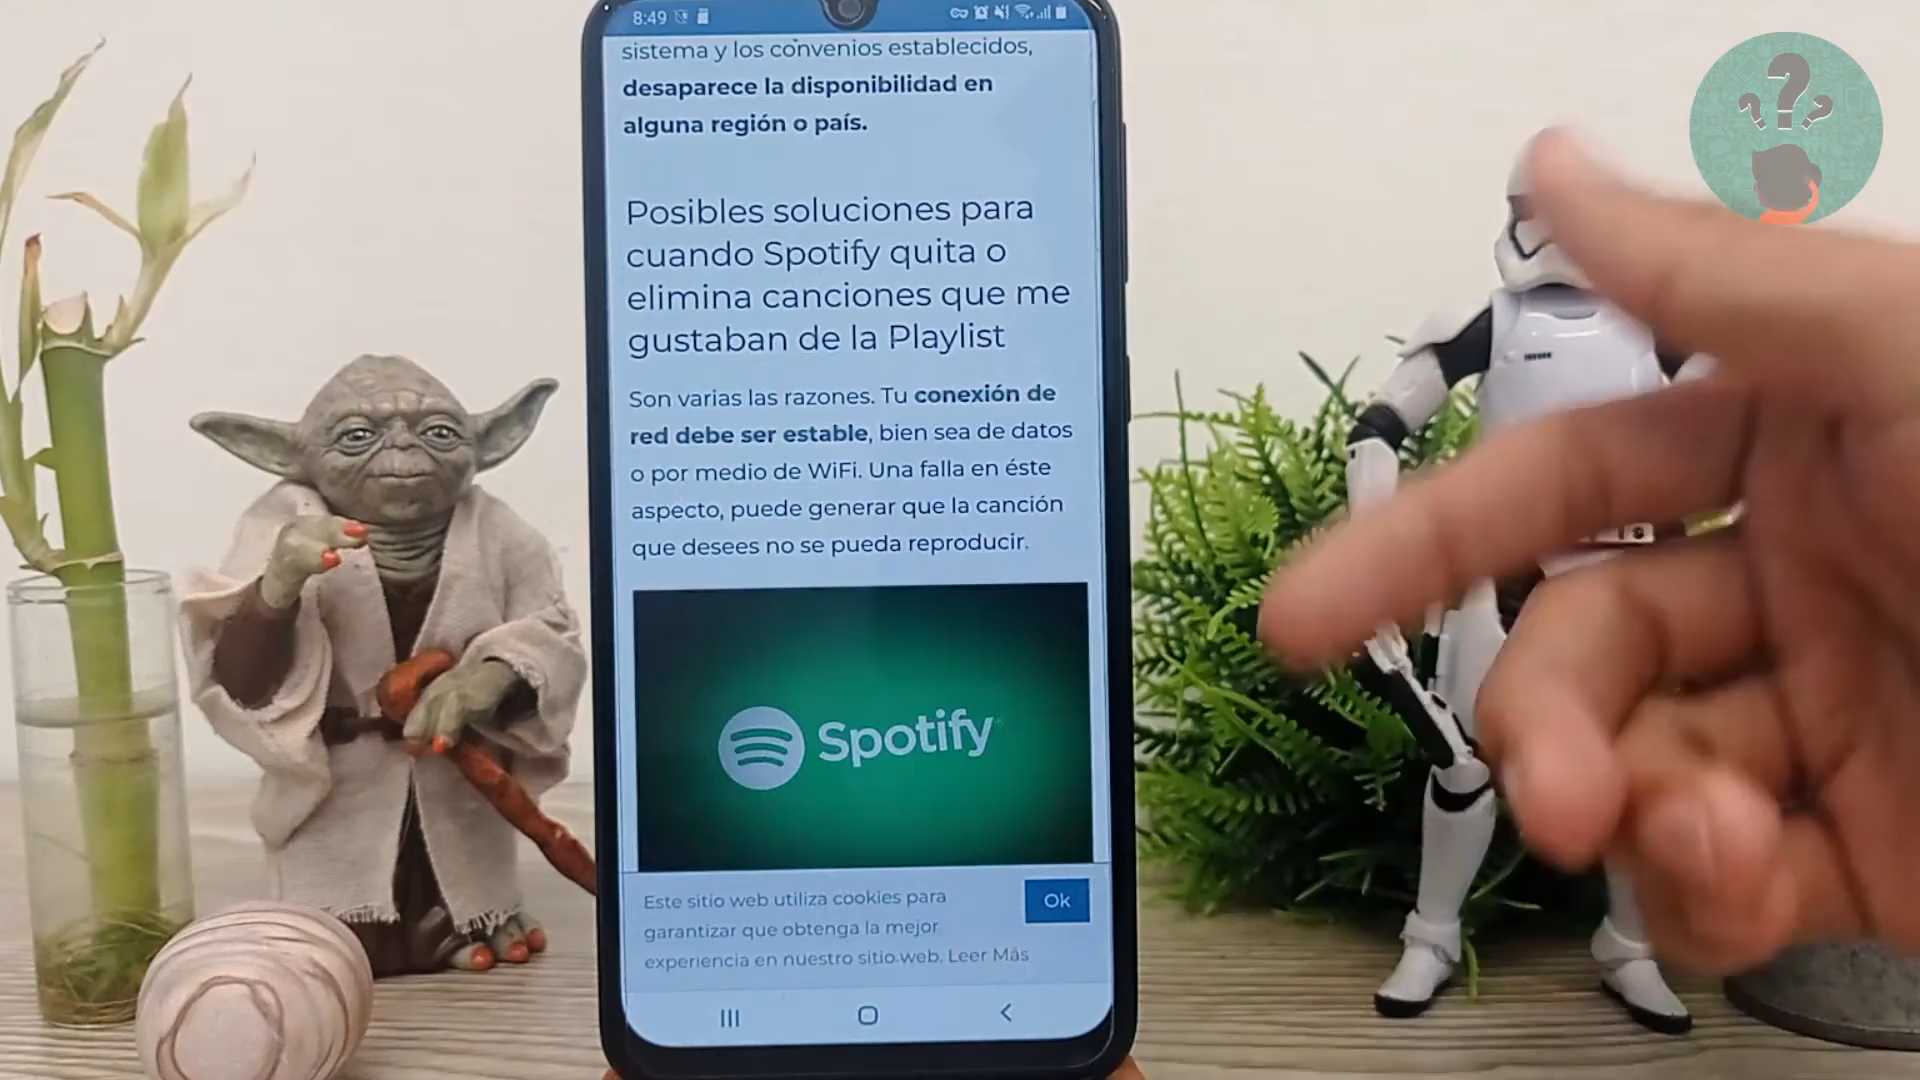 8:49
sistema y los convenios establecidos,
desaparece la disponibilidad en
alguna región o país.
Posibles soluciones para
cuando Spotify quita o
elimina canciones que me
gustaban de la Playlist
Son varias las razones. Tu conexión de
red debe ser estable, bien sea de datos
o por medio de WiFi. Una falla en éste
aspecto, puede generar que la canción
que desees no se pueda reproducir.
Spotify
Este sitio web utiliza cookies para
garantizar que obtenga la mejor
experiencia en nuestro sitio web. Leer Más
Ok
???